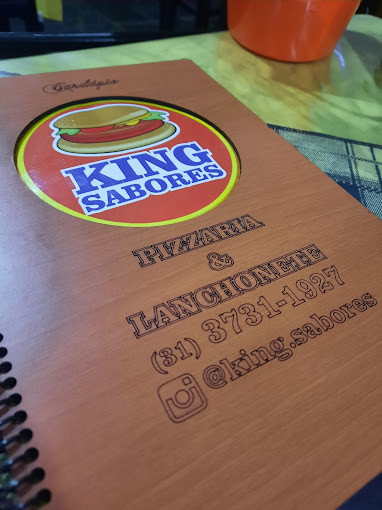 Cardápio
KING
SABORES
PIZZARIA
&
LANCHONETE
(31) 3731-1927
@king.sabores